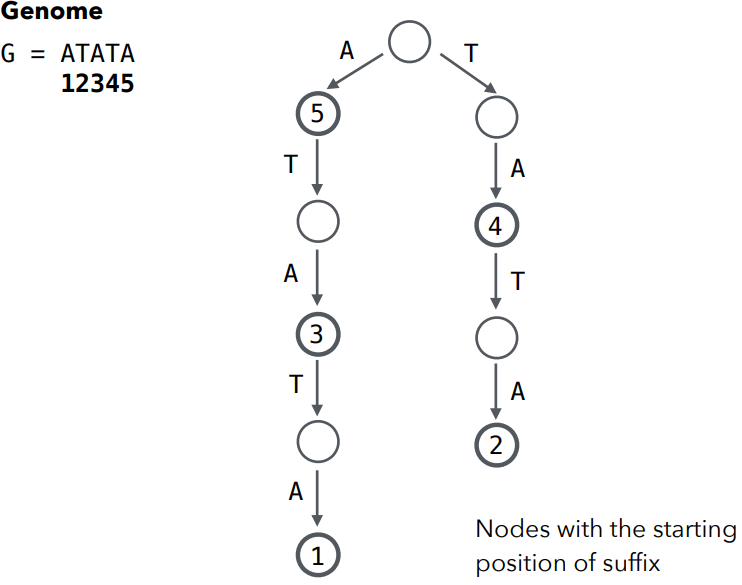 Genome
G = ATATA
12345
A T
5
T
A
4
T
A
3
T
A
2
A
1
Nodes with the starting
position of suffix